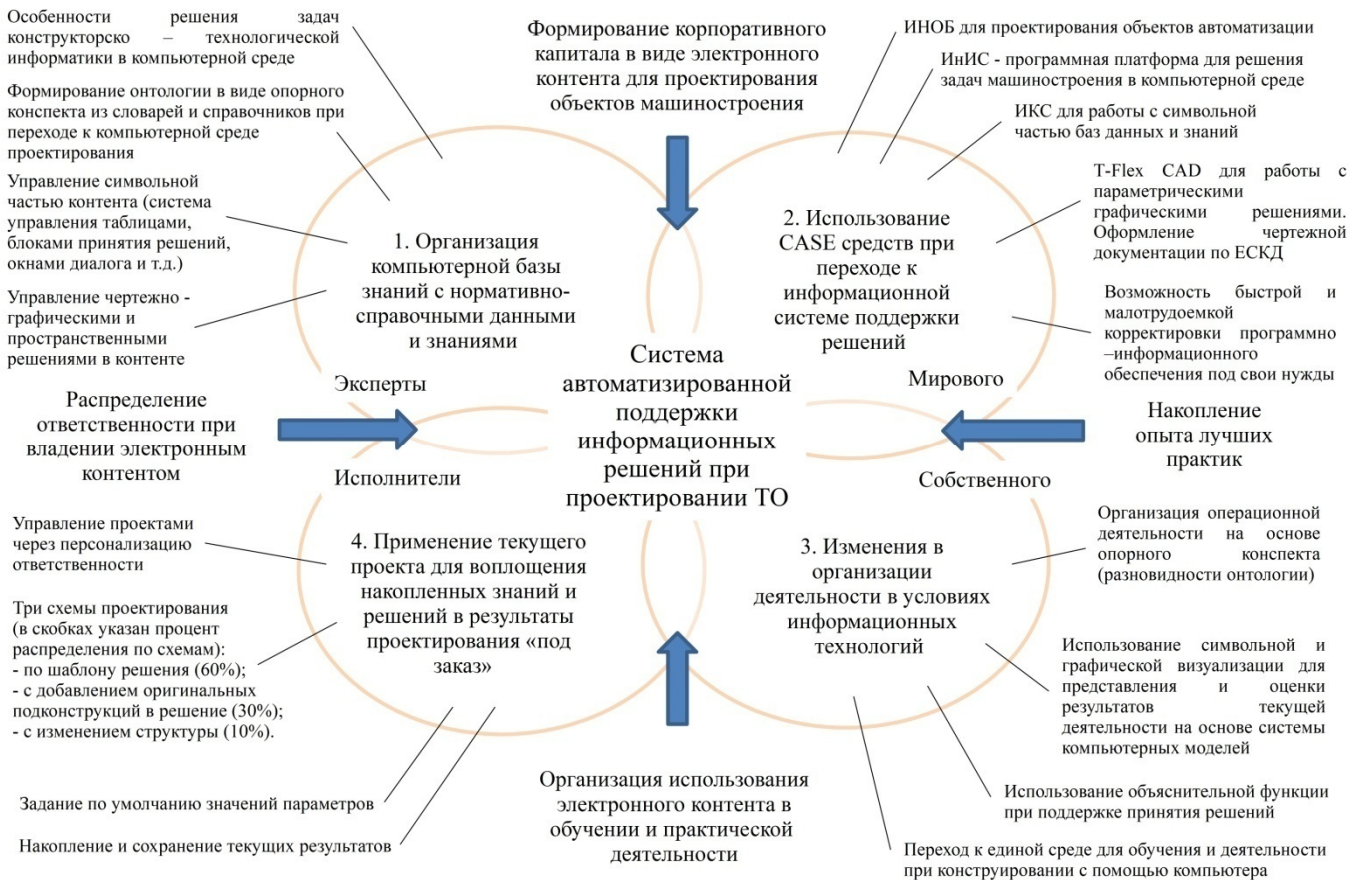 Особенности решения задач
конструкторско – технологической
информатики в компьютерной среде
Формирование онтологии в виде опорного
конспекта из словарей и справочников при
переходе к компьютерной среде
проектирования
Управление символьной
частью контента (система
управления таблицами,
блоками принятия решений,
окнами диалога и т.д.)
Управление чертежно -
графическими и
пространственными
решениями в контенте
Формирование корпоративного
капитала в виде электронного
контента для проектирования
объектов машиностроения
ИНОБ для проектирования объектов автоматизации
ИнИС - программная платформа для решения
задач машиностроения в компьютерной среде
ИКС для работы с символьной
частью баз данных и знаний
T-Flex CAD для работы с
параметрическими
графическими решениями.
Оформление чертежной
документации по ЕСКД
Возможность быстрой и
малотрудоемкой
корректировки программно
–информационного
обеспечения под свои нужды
1. Организация
компьютерной базы
знаний с нормативно-
справочными данными
и знаниями
2. Использование
CASE средств при
переходе к
информационной
системе поддержки
решений
Эксперты
Мирового
Система
автоматизированной
поддержки
информационных
решений при
проектировании ТО
Распределение
ответственности при
владении электронным
контентом
Накопление
опыта лучших
практик
Исполнители
Собственного
4. Применение текущего
проекта для воплощения
накопленных знаний и
решений в результаты
проектирования «под
заказ»
3. Изменения в
организации
деятельности в условиях
информационных
технологий
Управление проектами
через персонализацию
ответственности
Три схемы проектирования
(в скобках указан процент
распределения по схемам):
- по шаблону решения (60%);
- с добавлением оригинальных
подконструкций в решение (30%);
- с изменением структуры (10%).
Задание по умолчанию значений параметров
Накопление и сохранение текущих результатов
Организация использования
электронного контента в
обучении и практической
деятельности
Организация операционной
деятельности на основе
опорного конспекта
(разновидности онтологии)
Использование символьной и
графической визуализации для
представления и оценки
результатов текущей
деятельности на основе системы
компьютерных моделей
Использование объяснительной функции
при поддержке принятия решений
Переход к единой среде для обучения и деятельности
при конструировании с помощью компьютера